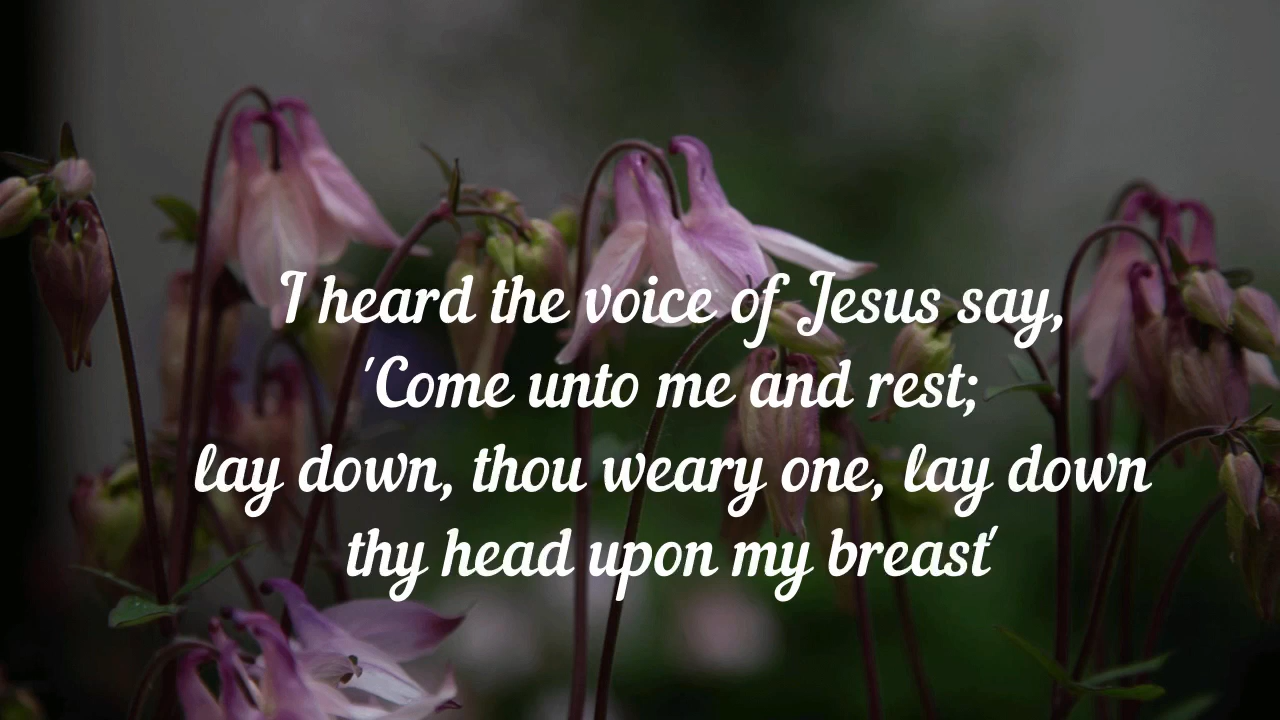 I heard the voice of Jesus say,
'Come unto me and rest;
lay down, thou weary one, lay down
thy head upon my breast'